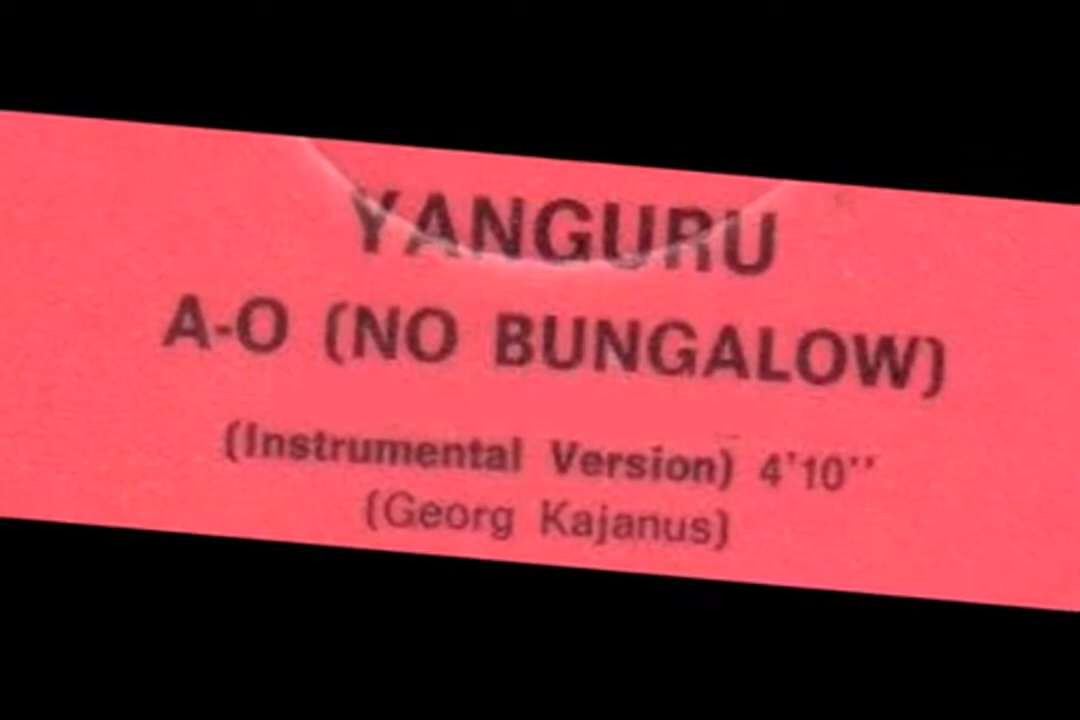 YANGURU
A-O (NO BUNGALOW)
(Instrumental Version) 4'10''
(Georg Kajanus)